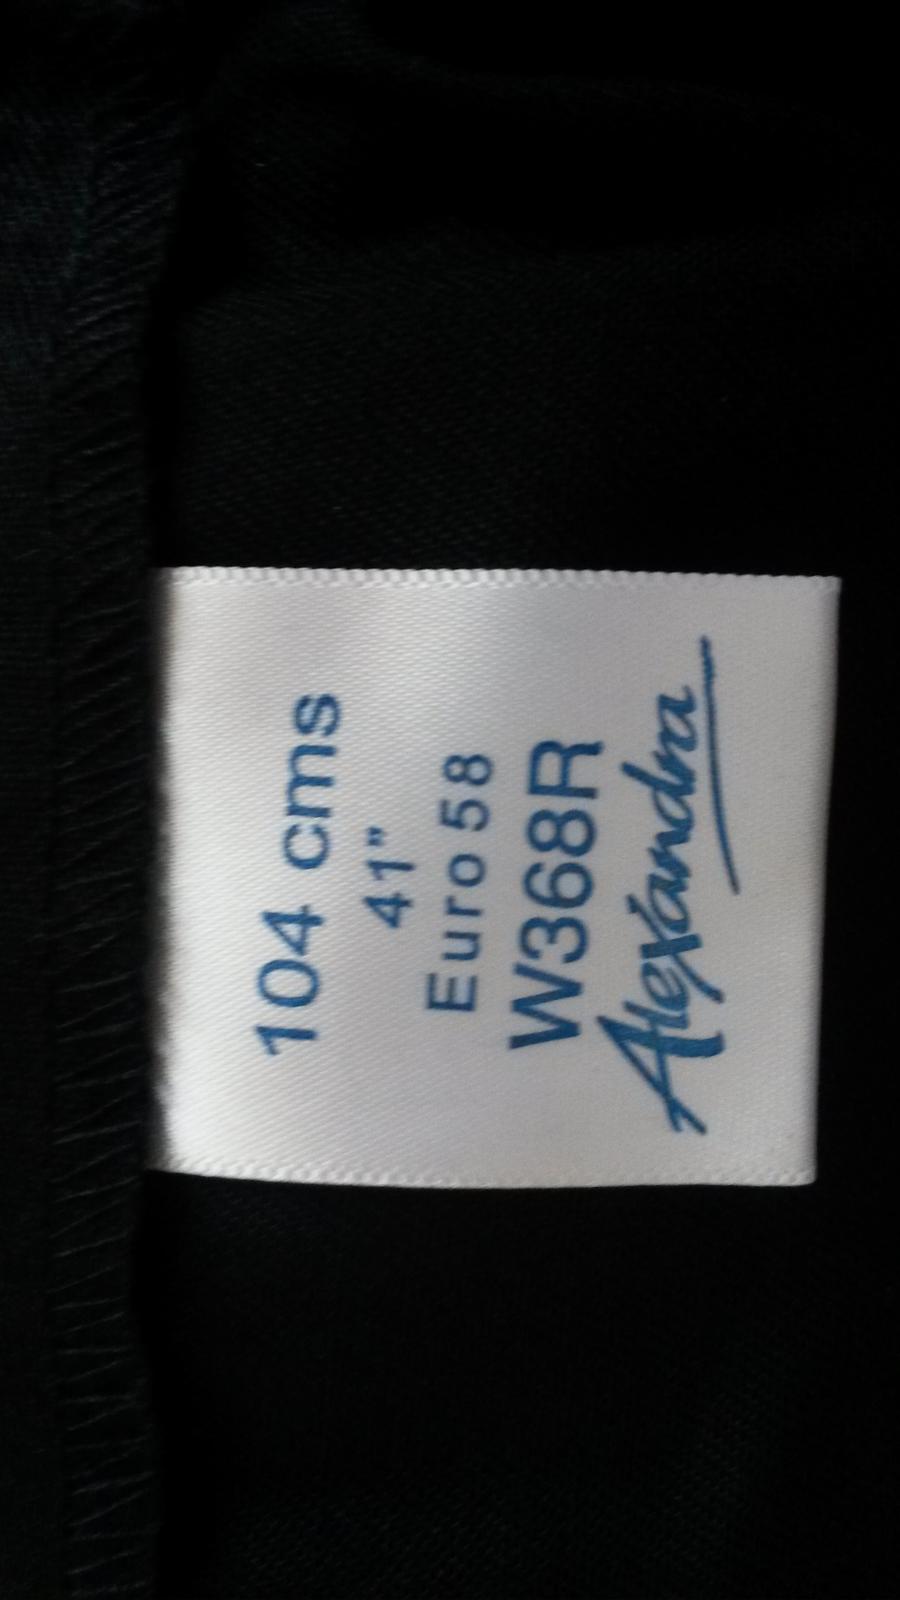 104 cms
41"
Euro 58
W368R
Alexandra